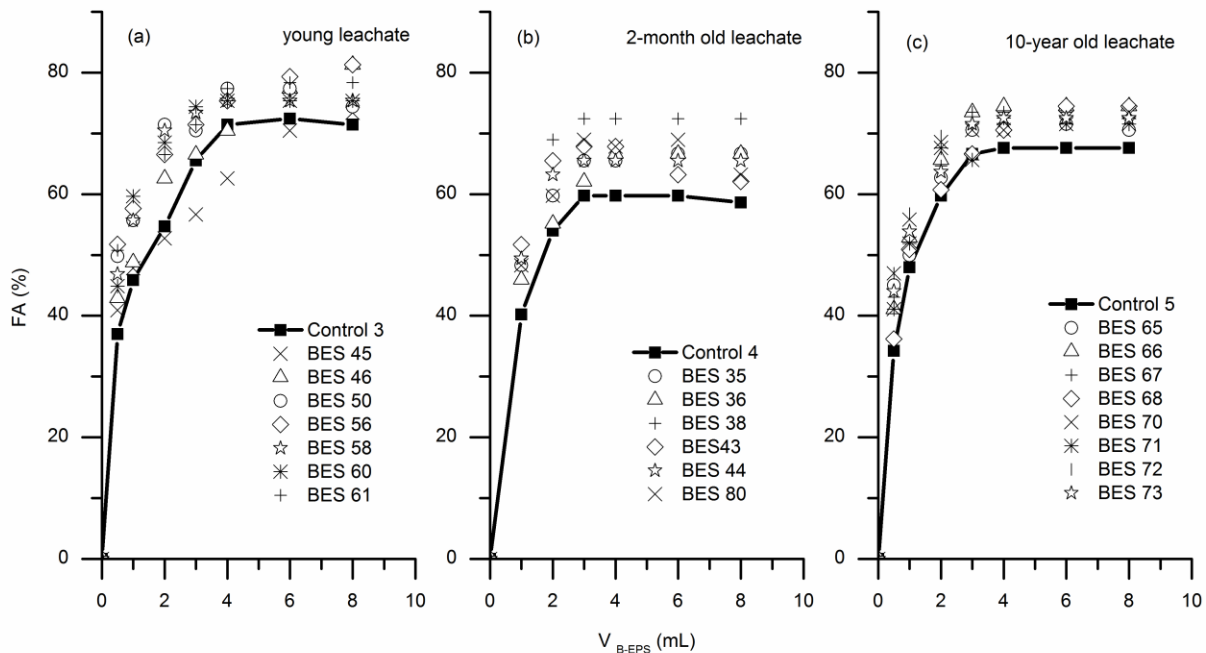 (a) young leachate
80
60
40
20
0
FA (%)
Control 3
BES 45
BES 46
BES 50
BES 56
BES 58
BES 60
BES 61
0 2 4 6 8 10
(b) 2-month old leachate
80
60
40
20
0
Control 4
BES 35
BES 36
BES 38
BES43
BES 44
BES 80
0 2 4 6 8 10
V B-EPS (mL)
(c) 10-year old leachate
80
60
40
20
0
Control 5
BES 65
BES 66
BES 67
BES 68
BES 70
BES 71
BES 72
BES 73
0 2 4 6 8 10